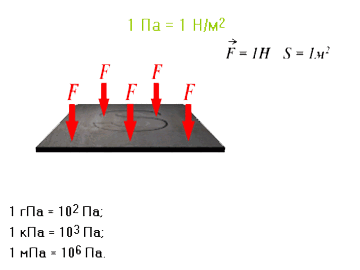 1 Па = 1 Н/м²
F⃗ = 1Н S = 1м²
F F
F F F
1 гПа = 10² Па;
1 кПа = 10³ Па;
1 мПа = 10⁶ Па.